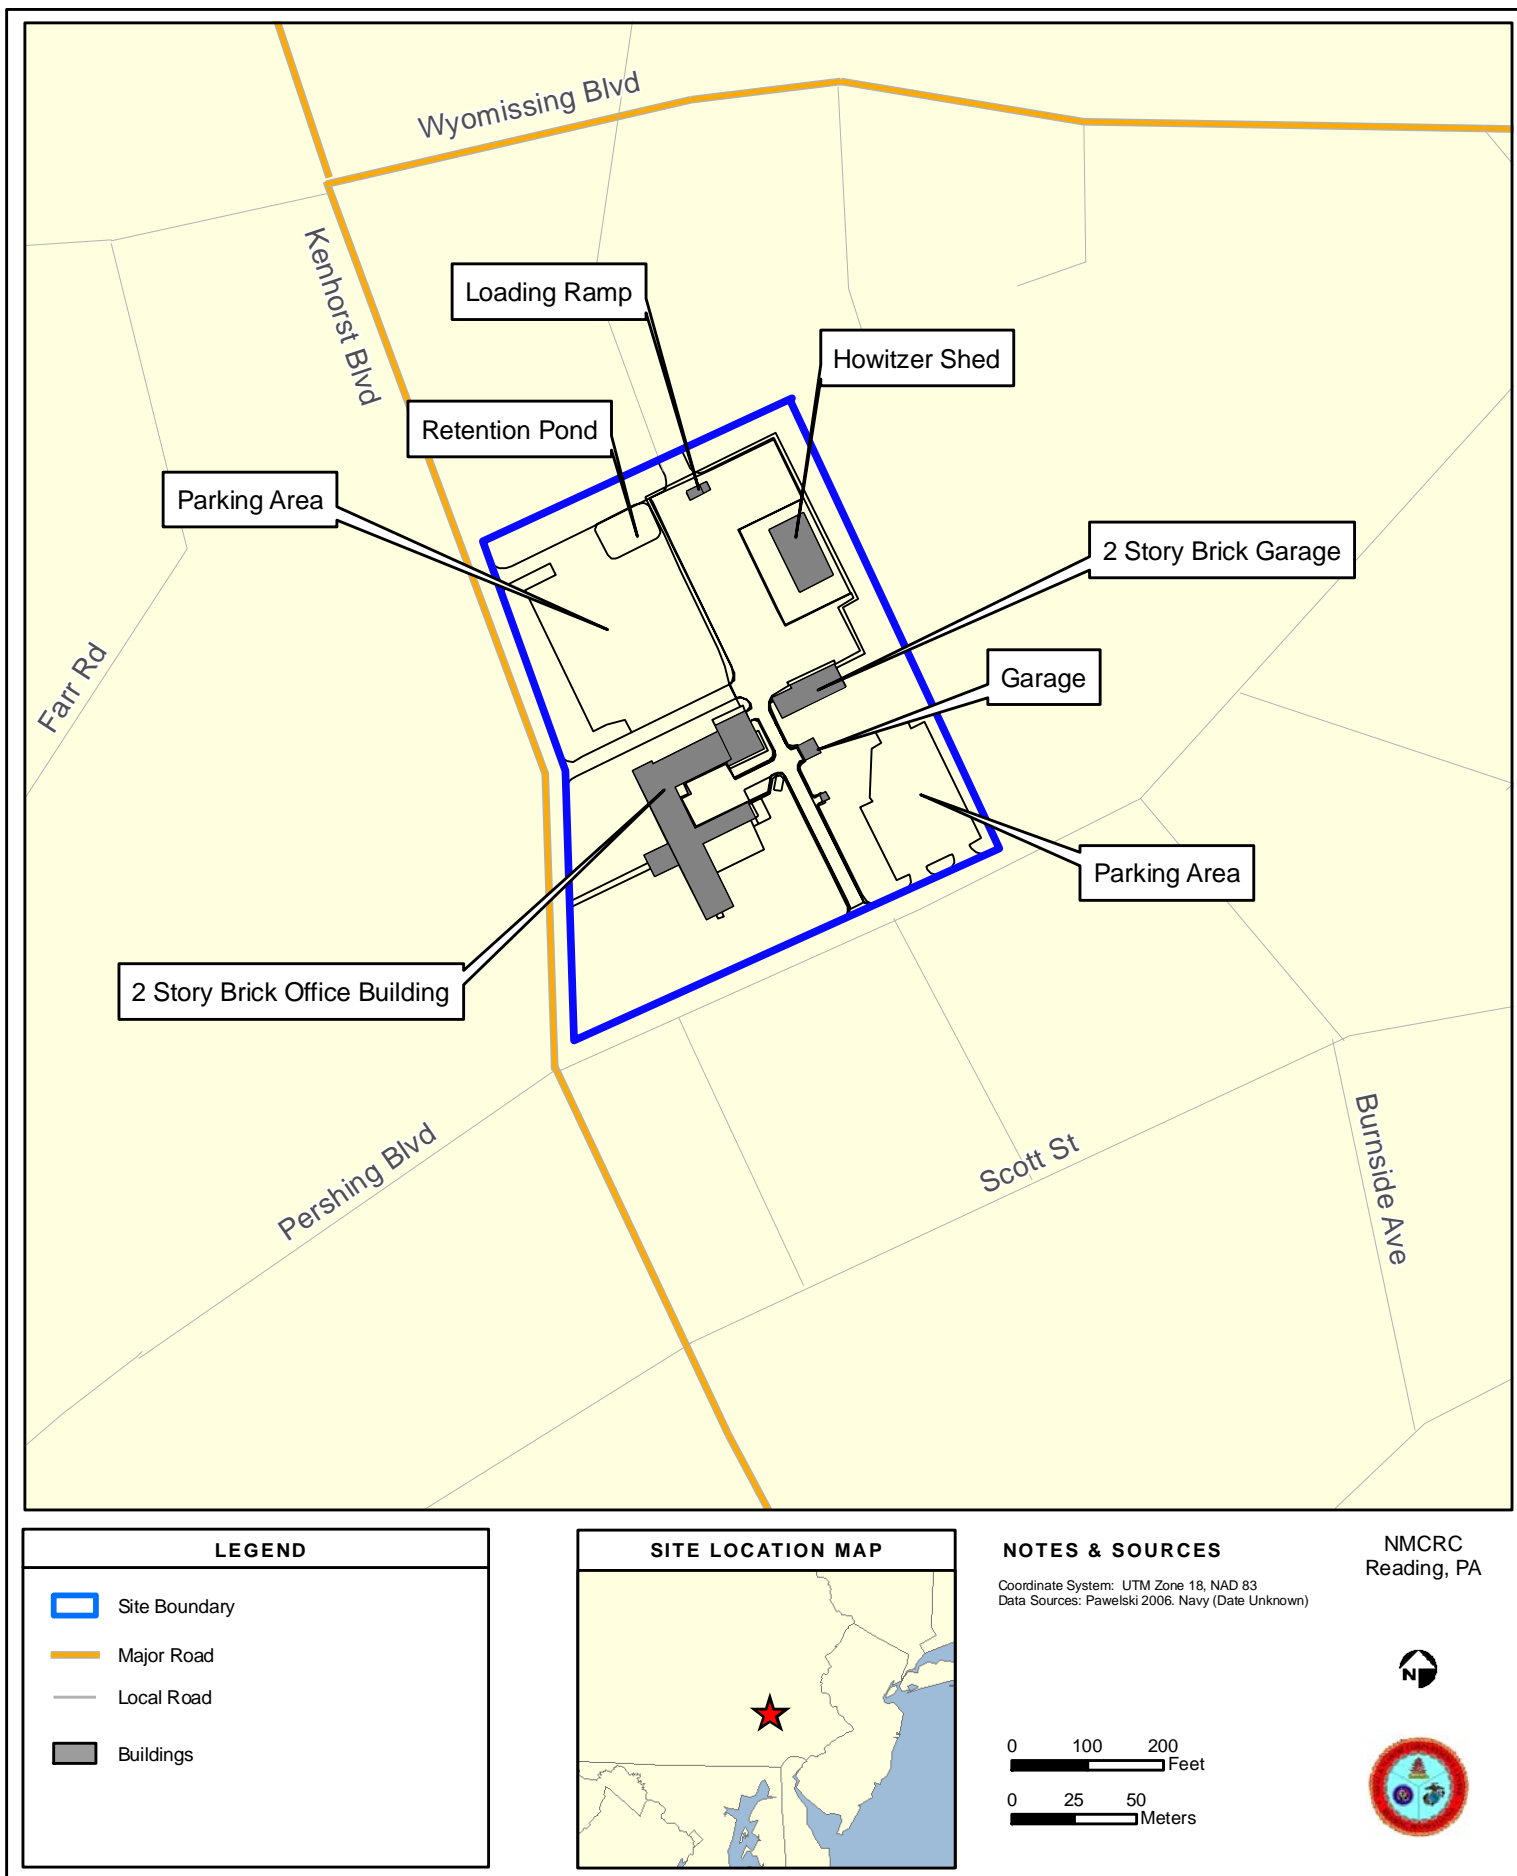 Wyomissing Blvd
Kenhorst Blvd
Loading Ramp
Howitzer Shed
Retention Pond
Parking Area
2 Story Brick Garage
Farr Rd
Garage
Parking Area
2 Story Brick Office Building
Pershing Blvd
Scott St
Burnside Ave
LEGEND
Site Boundary
Major Road
Local Road
Buildings
SITE LOCATION MAP
NOTES & SOURCES
Coordinate System: UTM Zone 18, NAD 83
Data Sources: Pawelski 2006. Navy (Date Unknown)
NMCRC
Reading, PA
N
0 100 200
Feet
0 25 50
Meters